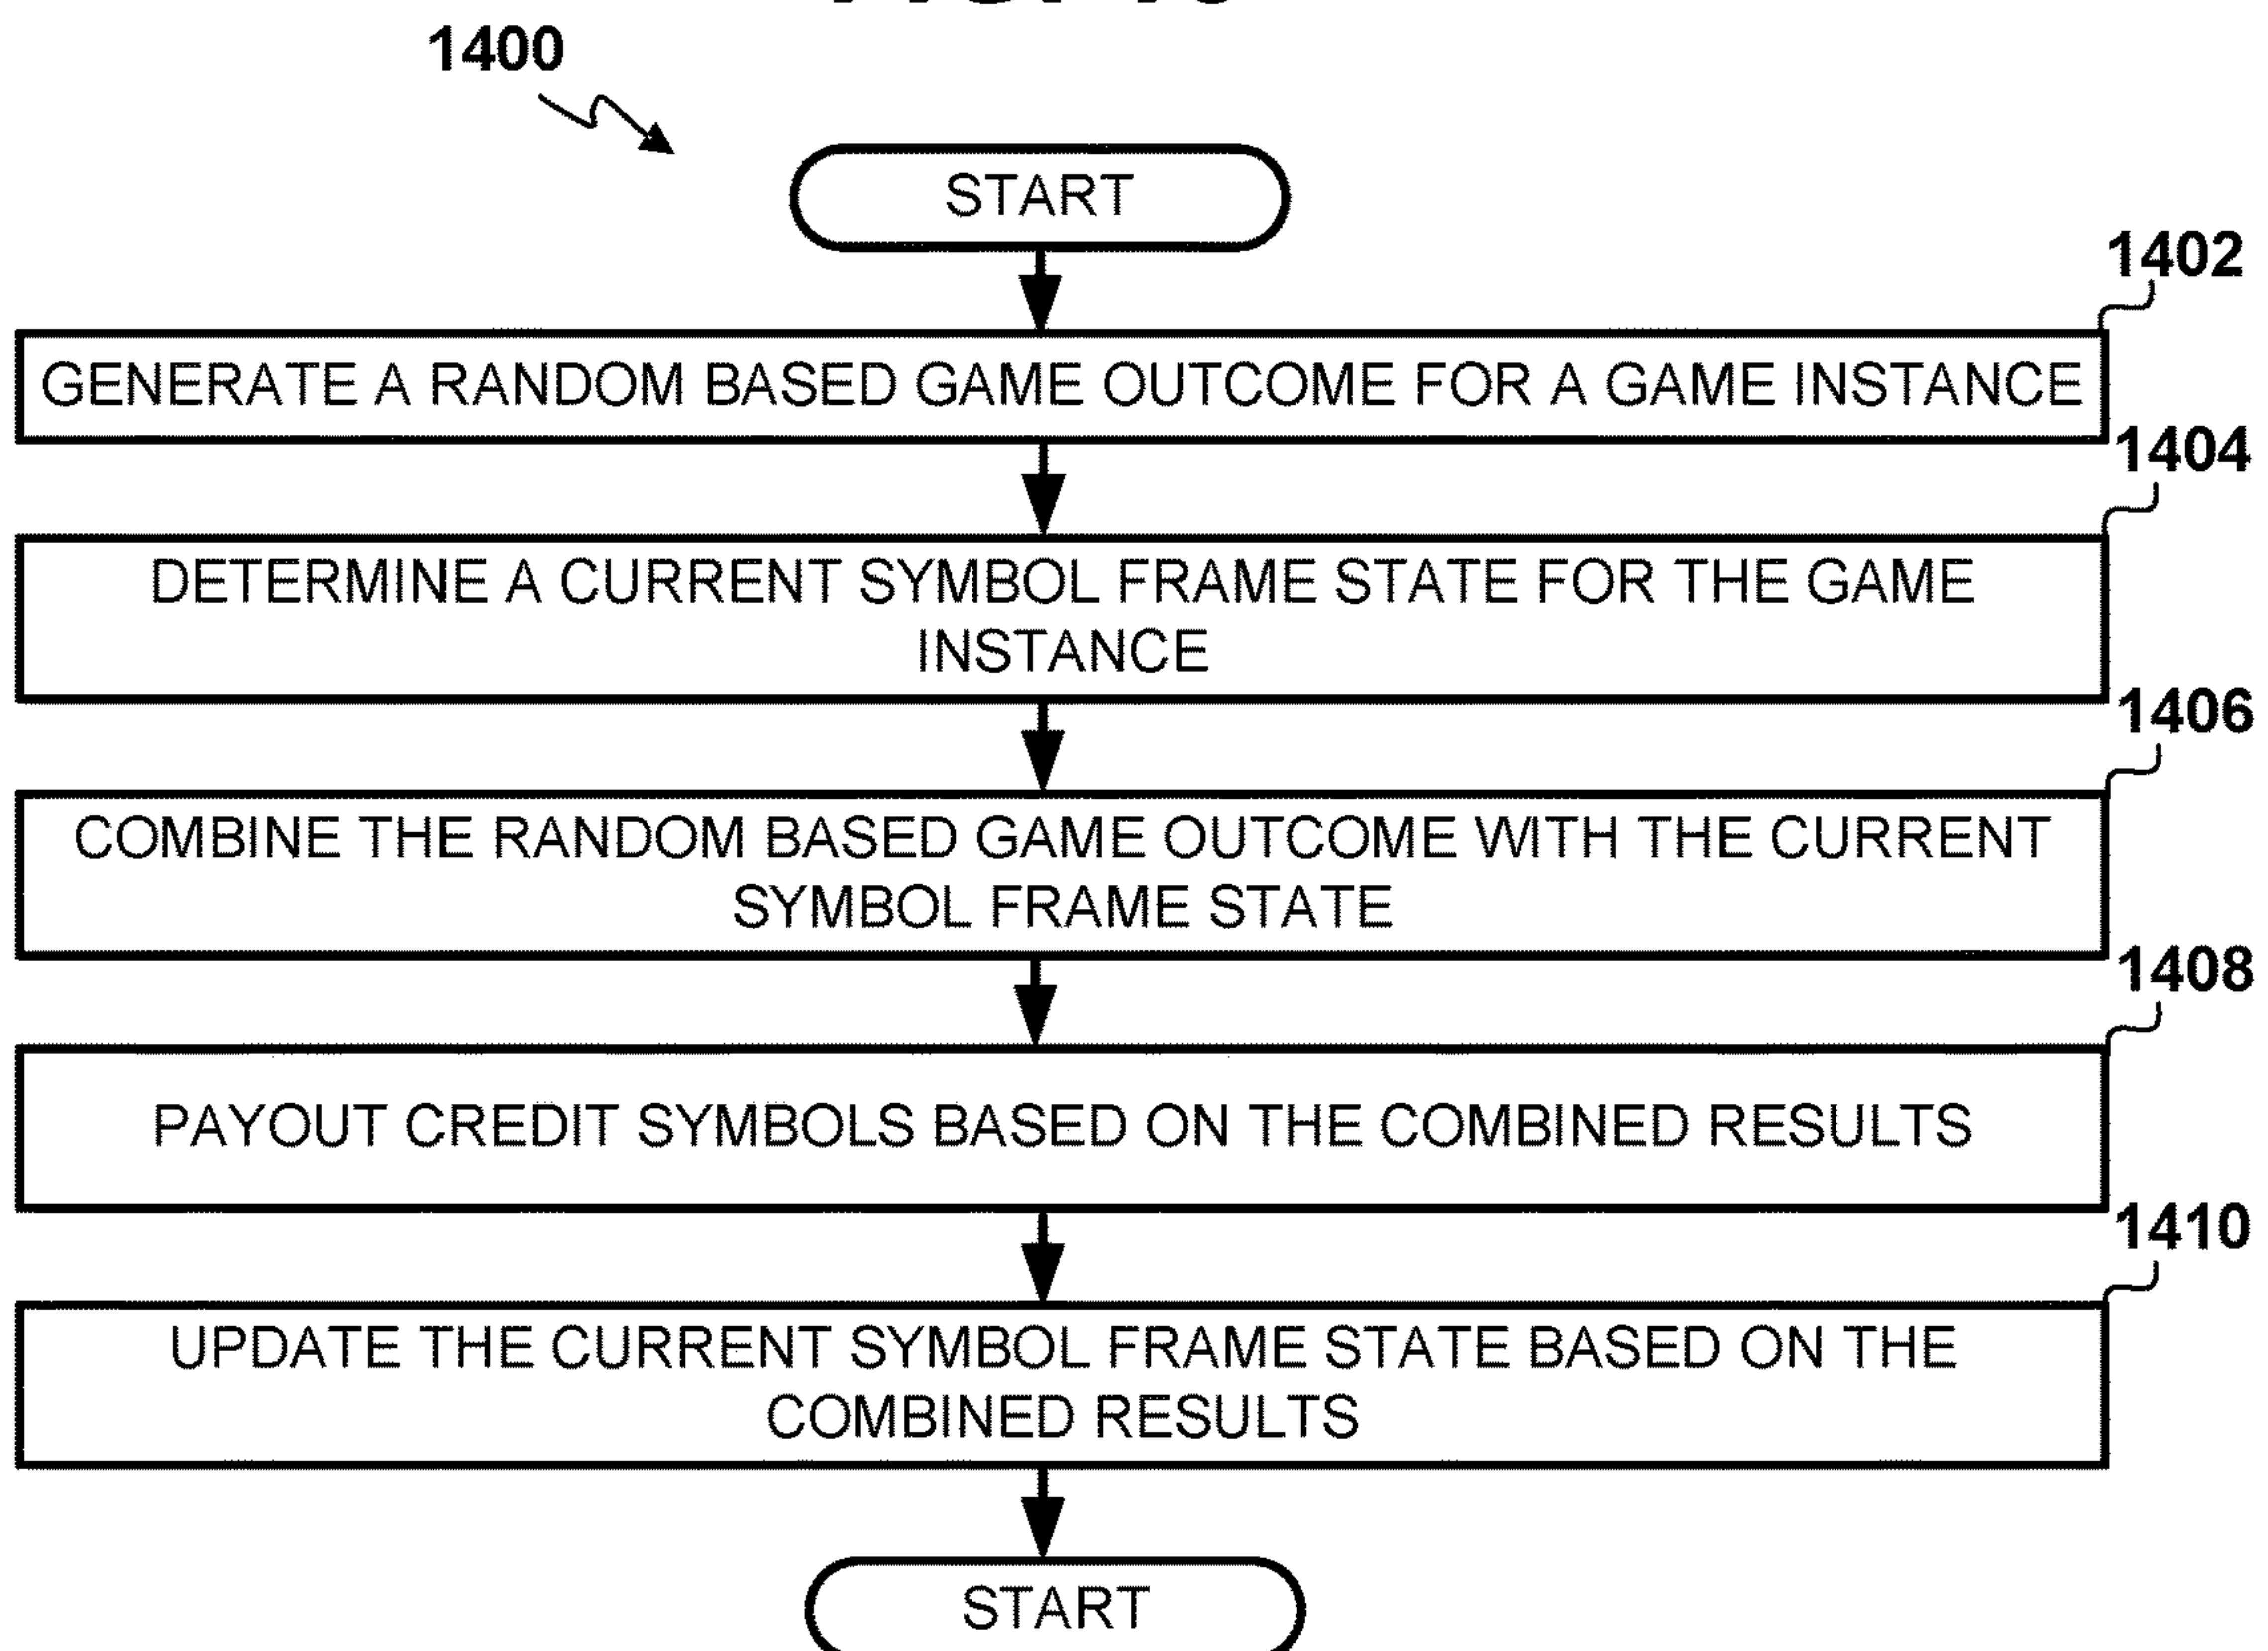 1400
START
1402
GENERATE A RANDOM BASED GAME OUTCOME FOR A GAME INSTANCE
1404
DETERMINE A CURRENT SYMBOL FRAME STATE FOR THE GAME
INSTANCE
1406
COMBINE THE RANDOM BASED GAME OUTCOME WITH THE CURRENT
SYMBOL FRAME STATE
1408
PAYOUT CREDIT SYMBOLS BASED ON THE COMBINED RESULTS
1410
UPDATE THE CURRENT SYMBOL FRAME STATE BASED ON THE
COMBINED RESULTS
START